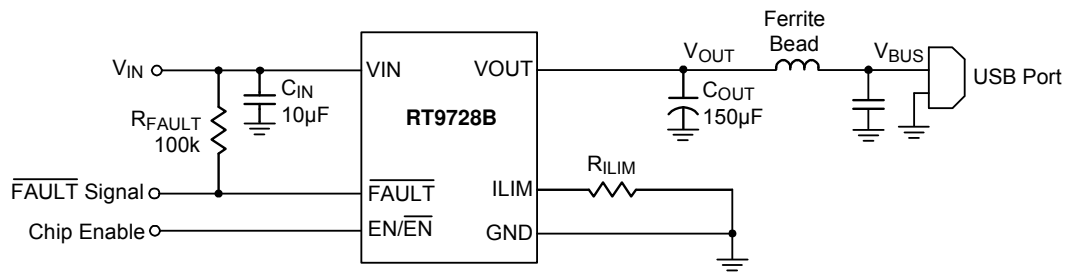 Ferrite
Bead
VIN
VIN
VOUT
VOUT
VBUS
USB Port
CIN
10µF
COUT
150µF
RFAULT
100k
RT9728B
RILIM
FAULT Signal
FAULT
ILIM
Chip Enable
EN/EN
GND